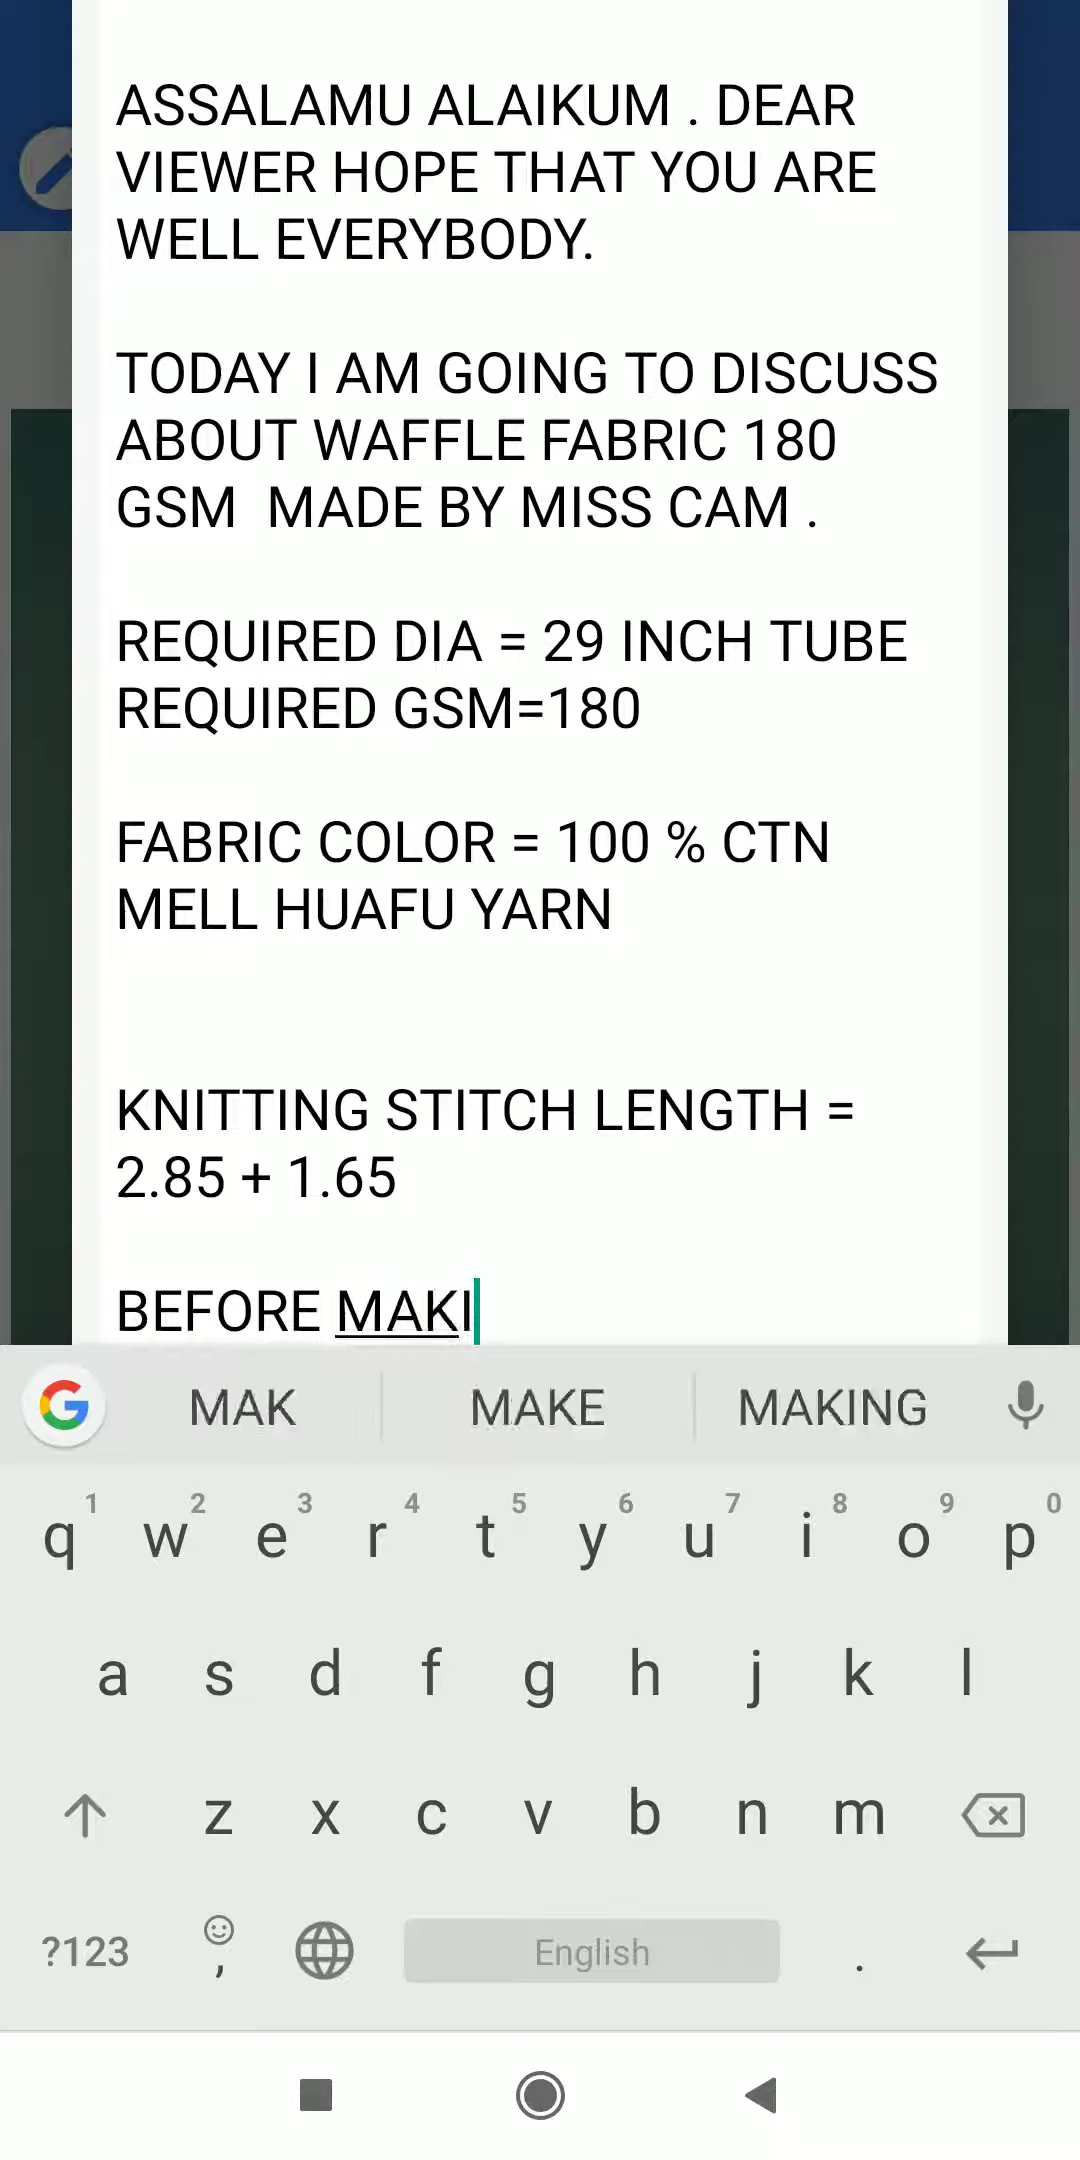 ASSALAMU ALAIKUM . DEAR
VIEWER HOPE THAT YOU ARE
WELL EVERYBODY.
TODAY I AM GOING TO DISCUSS
ABOUT WAFFLE FABRIC 180
GSM  MADE BY MISS CAM .
REQUIRED DIA = 29 INCH TUBE
REQUIRED GSM=180
FABRIC COLOR = 100 % CTN
MELL HUAFU YARN
KNITTING STITCH LENGTH =
2.85 + 1.65
BEFORE MAKI
G MAK MAKE MAKING
1 2 3 4 5 6 7 8 9 0
q w e r t y u i o p
a s d f g h j k l
z x c v b n m
?123 , English .